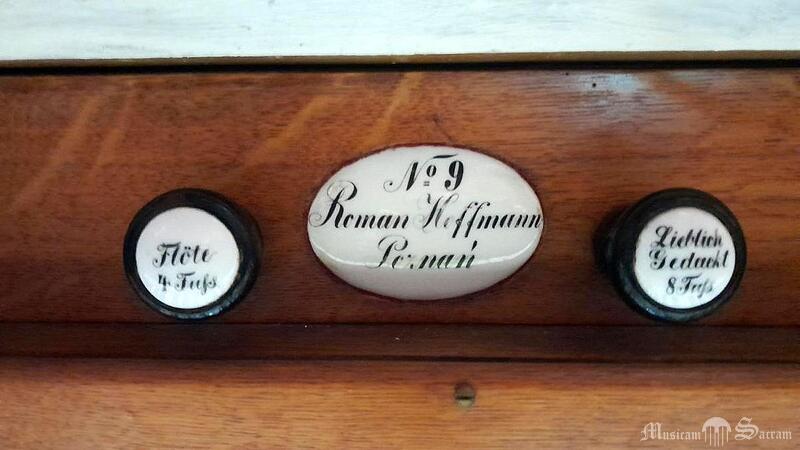 No 9
Roman Hoffmann
Poznań
Flöte
4 Fuſs
Lieblich
Gedackt
8 Fuſs
Musicam Sacram